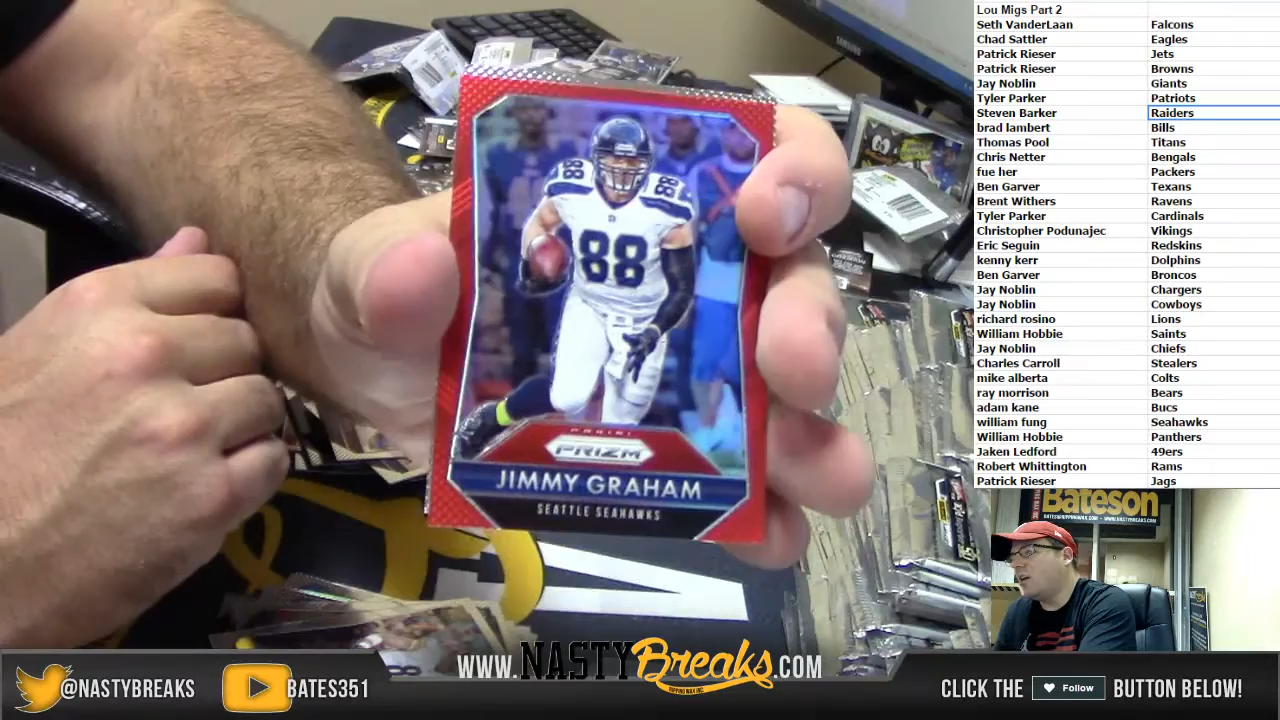 Lou Migs Part 2
Seth VanderLaan Falcons
Chad Sattler Eagles
Patrick Rieser Jets
Patrick Rieser Browns
Jay Noblin Giants
Tyler Parker Patriots
Steven Barker Raiders
brad lambert Bills
Thomas Pool Titans
Chris Netter Bengals
fue her Packers
Ben Garver Texans
Brent Withers Ravens
Tyler Parker Cardinals
Christopher Podunajec Vikings
Eric Seguin Redskins
kenny kerr Dolphins
Ben Garver Broncos
Jay Noblin Chargers
Jay Noblin Cowboys
richard rosino Lions
William Hobbie Saints
Jay Noblin Chiefs
Charles Carroll Stealers
mike alberta Colts
ray morrison Bears
adam kane Bucs
william fung Seahawks
William Hobbie Panthers
Jaken Ledford 49ers
Robert Whittington Rams
Patrick Rieser Jags
SAMSUNG
88 88
88
PANINI
PRIZM
JIMMY GRAHAM
SEATTLE SEAHAWKS
Bateson
WWW.NASTYBreaks.COM
RIPPING WAX INC
@NASTYBREAKS
BATES351
CLICK THE Follow BUTTON BELOW!